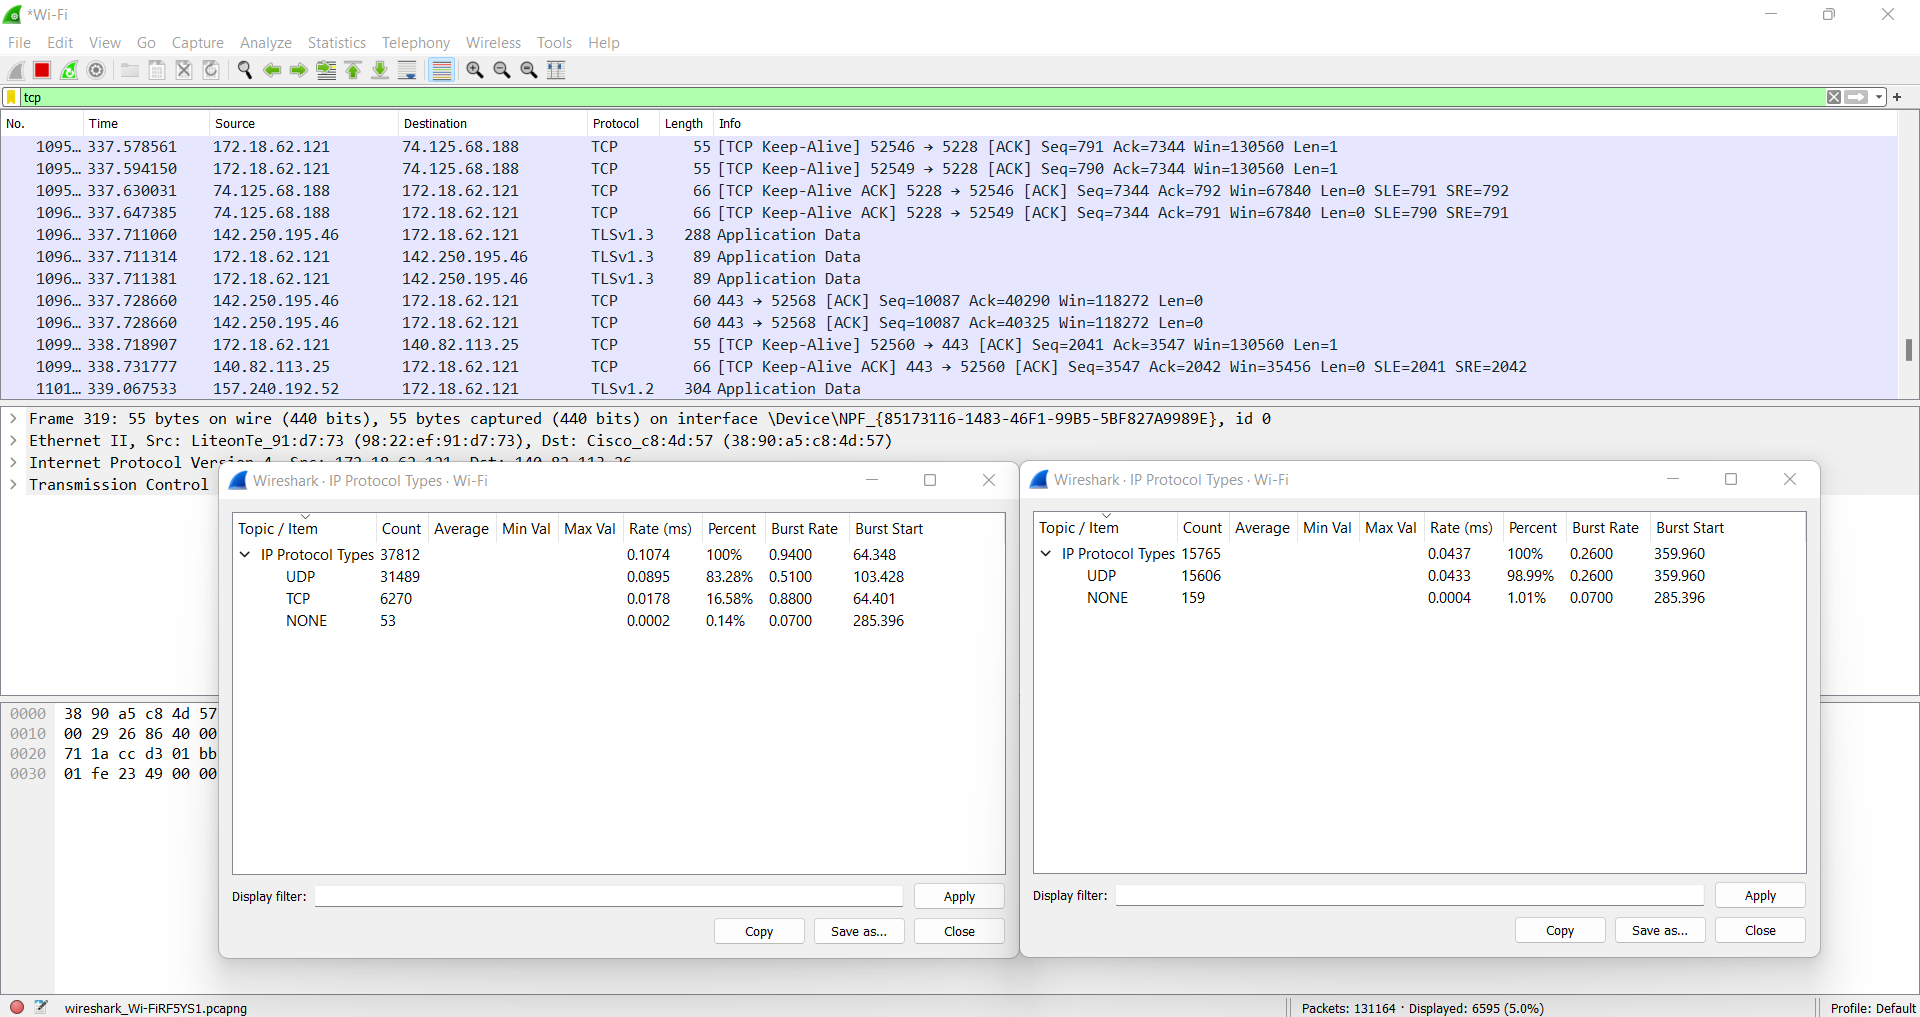 *Wi-Fi
File Edit View Go Capture Analyze Statistics Telephony Wireless Tools Help
tcp
No. Time Source Destination Protocol Length Info
1095… 337.578561 172.18.62.121 74.125.68.188 TCP 55 [TCP Keep-Alive] 52546 → 5228 [ACK] Seq=791 Ack=7344 Win=130560 Len=1
1095… 337.594150 172.18.62.121 74.125.68.188 TCP 55 [TCP Keep-Alive] 52549 → 5228 [ACK] Seq=790 Ack=7344 Win=130560 Len=1
1095… 337.630031 74.125.68.188 172.18.62.121 TCP 66 [TCP Keep-Alive ACK] 5228 → 52546 [ACK] Seq=7344 Ack=792 Win=67840 Len=0 SLE=791 SRE=792
1096… 337.647385 74.125.68.188 172.18.62.121 TCP 66 [TCP Keep-Alive ACK] 5228 → 52549 [ACK] Seq=7344 Ack=791 Win=67840 Len=0 SLE=790 SRE=791
1096… 337.711060 142.250.195.46 172.18.62.121 TLSv1.3 288 Application Data
1096… 337.711314 172.18.62.121 142.250.195.46 TLSv1.3 89 Application Data
1096… 337.711381 172.18.62.121 142.250.195.46 TLSv1.3 89 Application Data
1096… 337.728660 142.250.195.46 172.18.62.121 TCP 60 443 → 52568 [ACK] Seq=10087 Ack=40290 Win=118272 Len=0
1096… 337.728660 142.250.195.46 172.18.62.121 TCP 60 443 → 52568 [ACK] Seq=10087 Ack=40325 Win=118272 Len=0
1099… 338.718907 172.18.62.121 140.82.113.25 TCP 55 [TCP Keep-Alive] 52560 → 443 [ACK] Seq=2041 Ack=3547 Win=130560 Len=1
1099… 338.731777 140.82.113.25 172.18.62.121 TCP 66 [TCP Keep-Alive ACK] 443 → 52560 [ACK] Seq=3547 Ack=2042 Win=35456 Len=0 SLE=2041 SRE=2042
1101… 339.067533 157.240.192.52 172.18.62.121 TLSv1.2 304 Application Data
Frame 319: 55 bytes on wire (440 bits), 55 bytes captured (440 bits) on interface \Device\NPF_{85173116-1483-46F1-99B5-5BF827A9989E}, id 0
Ethernet II, Src: LiteonTe_91:d7:73 (98:22:ef:91:d7:73), Dst: Cisco_c8:4d:57 (38:90:a5:c8:4d:57)
Internet Protocol Version 4, Src: 172.18.62.121, Dst: 140.82.113.26
Transmission Control
0000 38 90 a5 c8 4d 57
0010 00 29 26 86 40 00
0020 71 1a cc d3 01 bb
0030 01 fe 23 49 00 00
Wireshark · IP Protocol Types · Wi-Fi
Topic / Item Count Average Min Val Max Val Rate (ms) Percent Burst Rate Burst Start
IP Protocol Types 37812 0.1074 100% 0.9400 64.348
UDP 31489 0.0895 83.28% 0.5100 103.428
TCP 6270 0.0178 16.58% 0.8800 64.401
NONE 53 0.0002 0.14% 0.0700 285.396
Display filter: Apply
Copy Save as... Close
Wireshark · IP Protocol Types · Wi-Fi
Topic / Item Count Average Min Val Max Val Rate (ms) Percent Burst Rate Burst Start
IP Protocol Types 15765 0.0437 100% 0.2600 359.960
UDP 15606 0.0433 98.99% 0.2600 359.960
NONE 159 0.0004 1.01% 0.0700 285.396
Display filter: Apply
Copy Save as... Close
wireshark_Wi-FiRF5YS1.pcapng
Packets: 131164 · Displayed: 6595 (5.0%)
Profile: Default